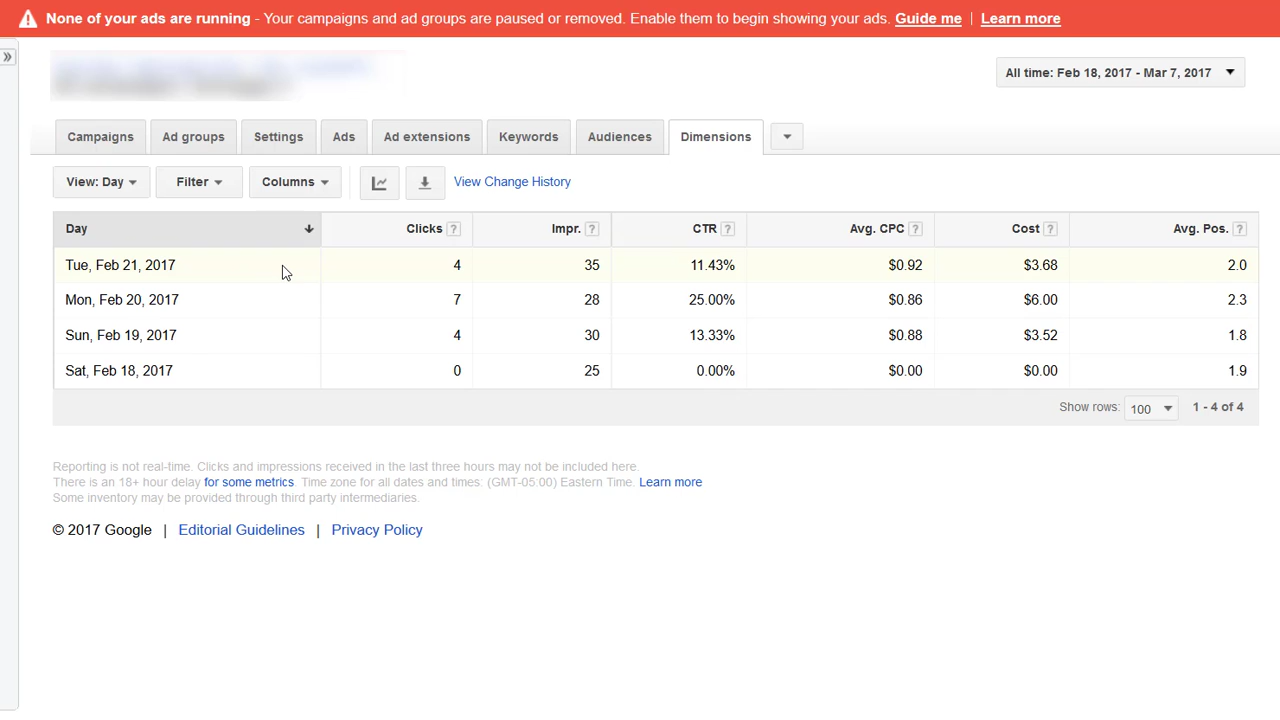 None of your ads are running - Your campaigns and ad groups are paused or removed. Enable them to begin showing your ads. Guide me | Learn more
»
All time: Feb 18, 2017 - Mar 7, 2017
Campaigns Ad groups Settings Ads Ad extensions Keywords Audiences Dimensions
View: Day Filter Columns View Change History
Day Clicks ? Impr. ? CTR ? Avg. CPC ? Cost ? Avg. Pos. ?
Tue, Feb 21, 2017 4 35 11.43% $0.92 $3.68 2.0
Mon, Feb 20, 2017 7 28 25.00% $0.86 $6.00 2.3
Sun, Feb 19, 2017 4 30 13.33% $0.88 $3.52 1.8
Sat, Feb 18, 2017 0 25 0.00% $0.00 $0.00 1.9
Show rows: 100 1 - 4 of 4
Reporting is not real-time. Clicks and impressions received in the last three hours may not be included here.
There is an 18+ hour delay for some metrics. Time zone for all dates and times: (GMT-05:00) Eastern Time. Learn more
Some inventory may be provided through third party intermediaries.
© 2017 Google | Editorial Guidelines | Privacy Policy